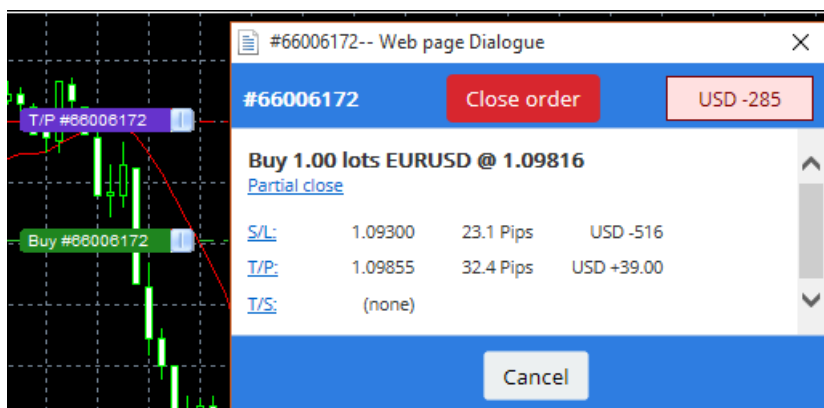 #66006172-- Web page Dialogue
#66006172
Close order
USD -285
T/P #66006172
Buy 1.00 lots EURUSD @ 1.09816
Partial close
Buy #66006172
S/L: 1.09300 23.1 Pips USD -516
T/P: 1.09855 32.4 Pips USD +39.00
T/S: (none)
Cancel